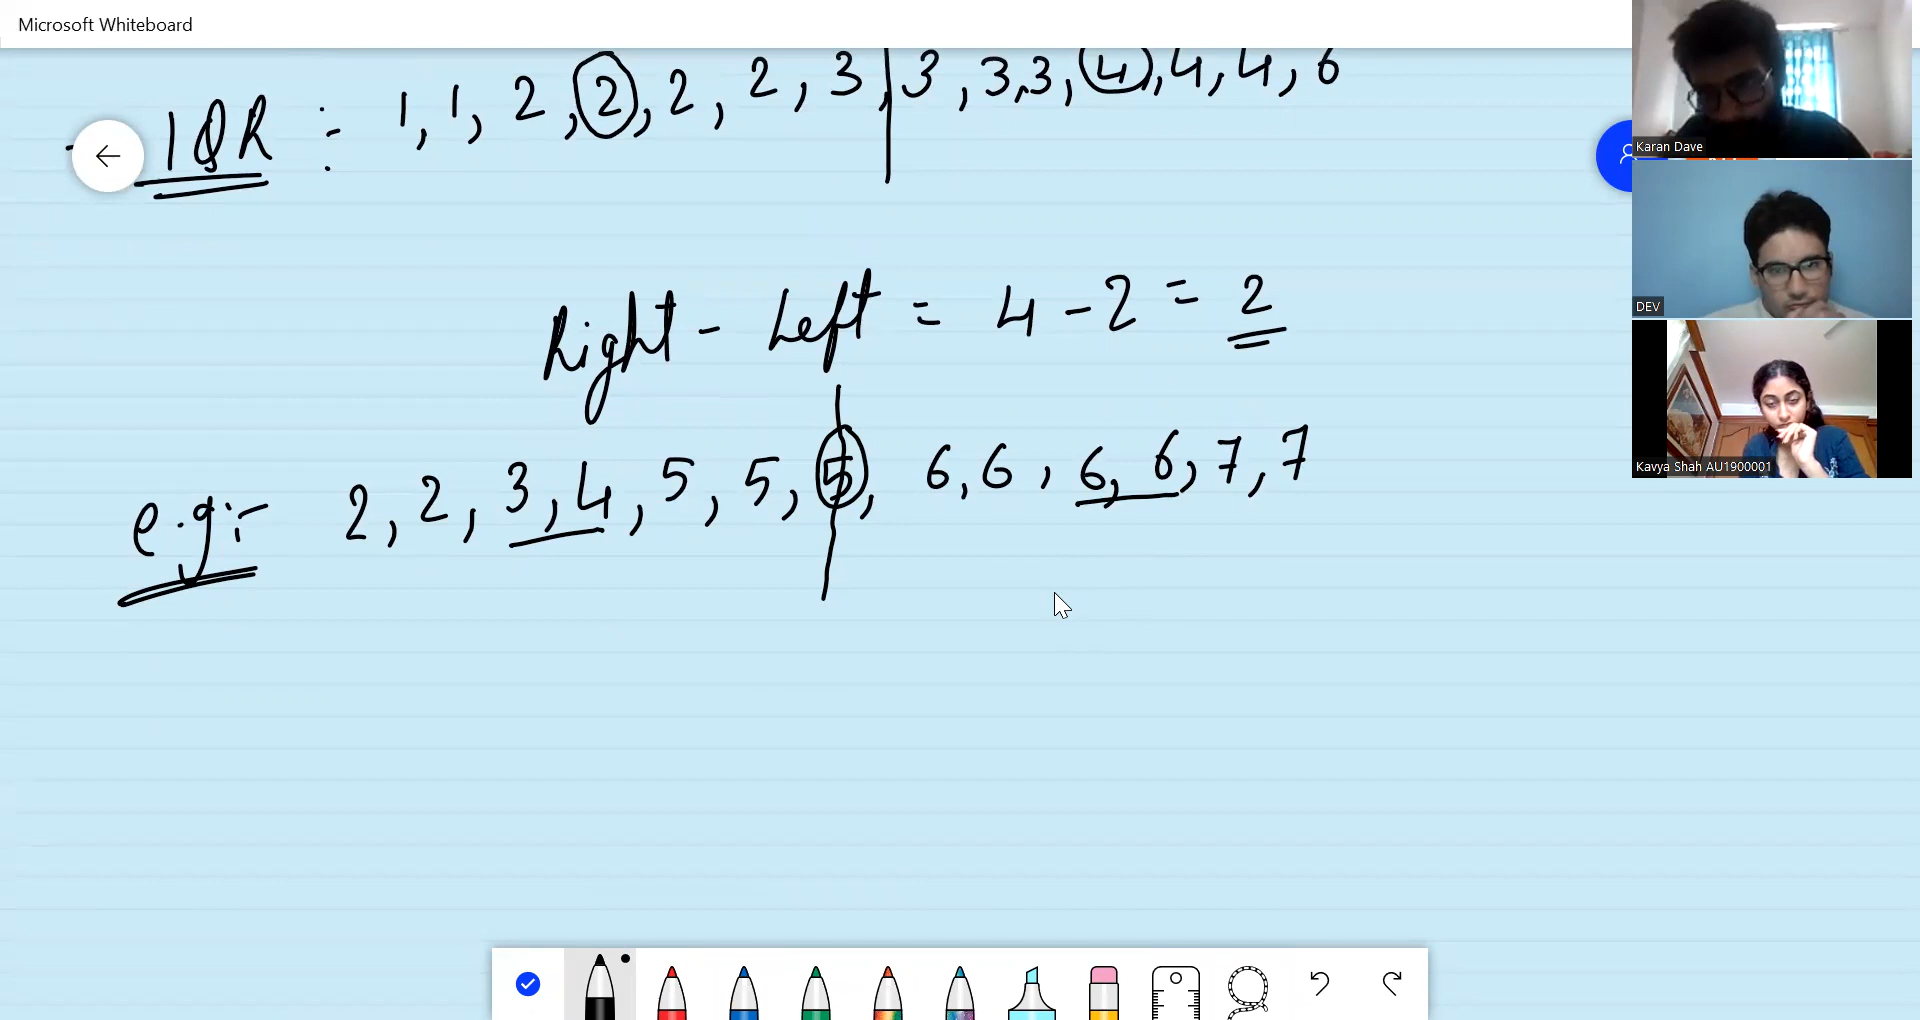 Microsoft Whiteboard
IQR : 1, 1, 2, 2, 2, 2, 3, 3, 3, 3, 4, 4, 4, 6
Right - Left = 4 - 2 = 2
e.g:- 2, 2, 3, 4, 5, 5, 5, 6, 6, 6, 6, 7, 7
Karan Dave
DEV
Kavya Shah AU1900001